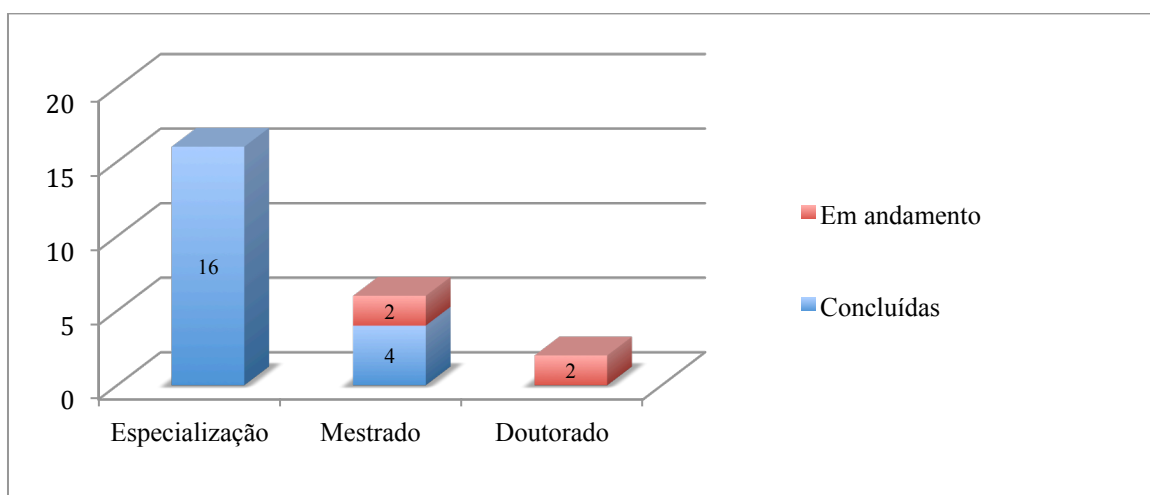 20
15
10
5
0
16
2
4
2
Especialização
Mestrado
Doutorado
Em andamento
Concluídas